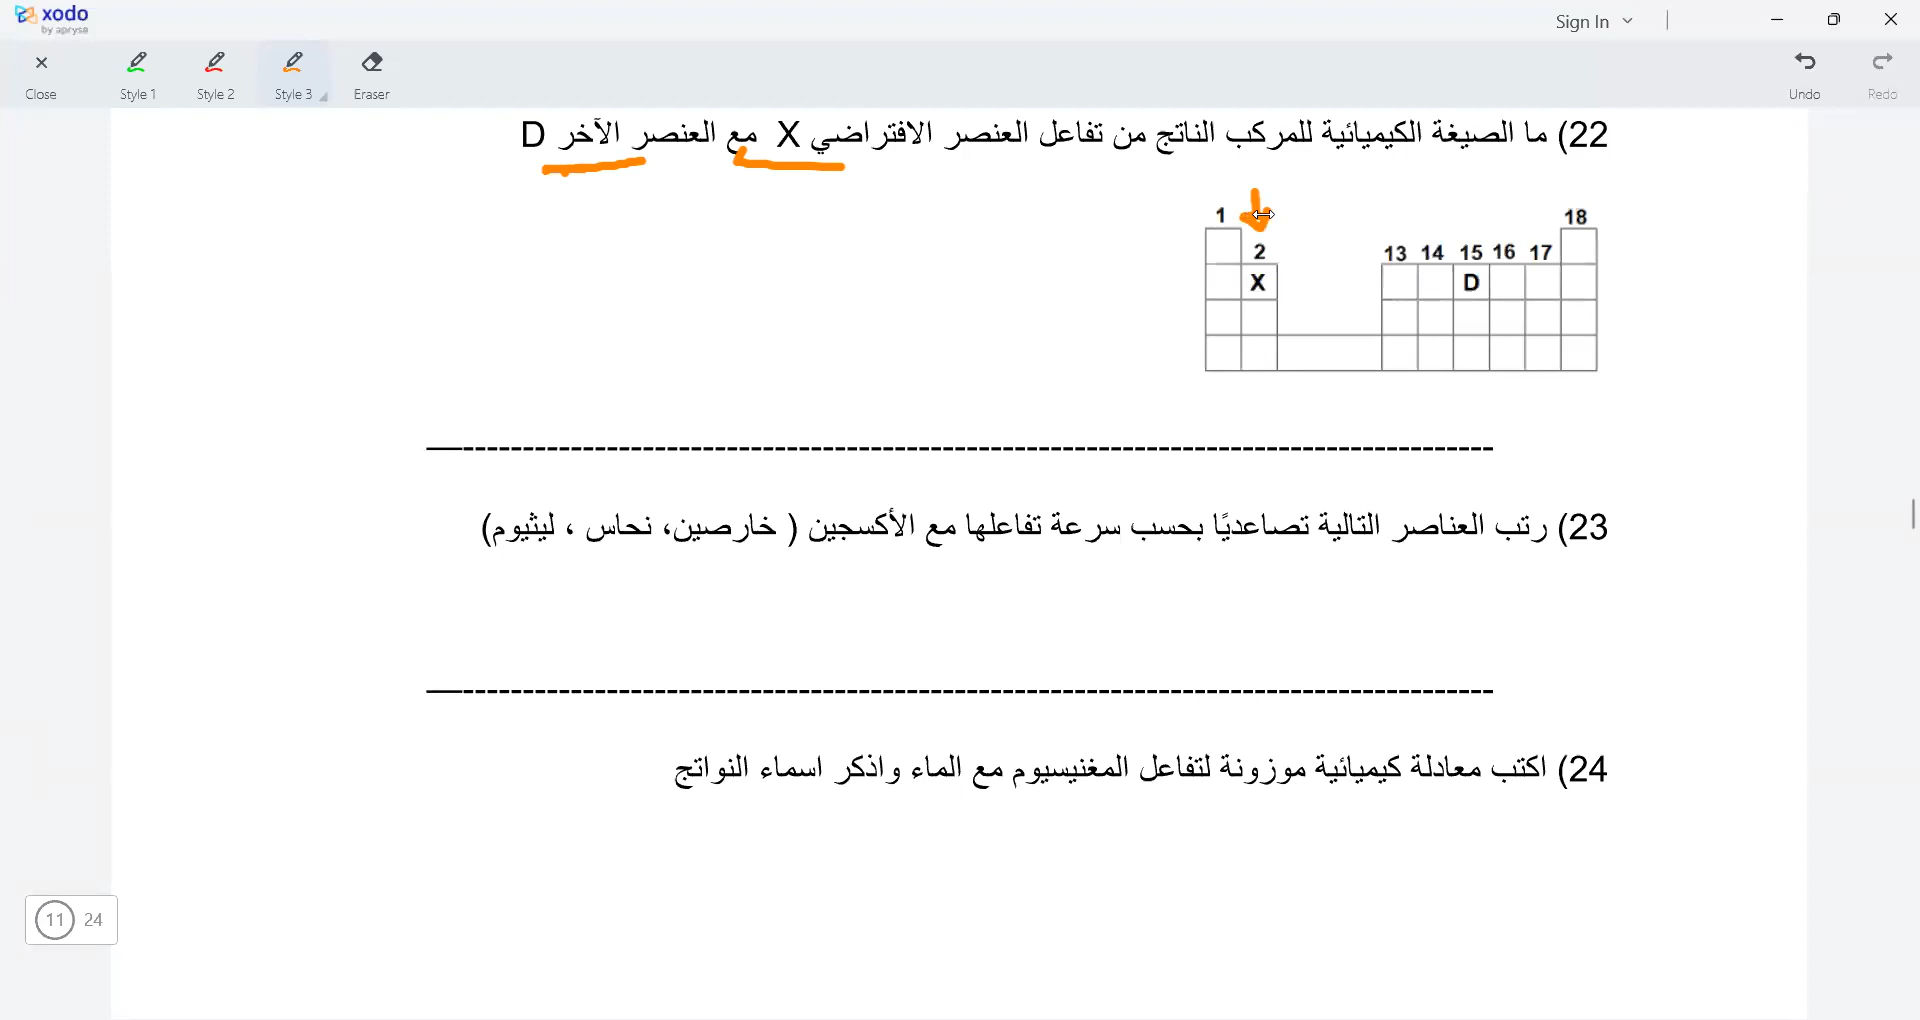 xodo
by apryse
Sign In
Close
Style 1
Style 2
Style 3
Eraser
Undo
Redo
22) ما الصيغة الكيميائية للمركب الناتج من تفاعل العنصر الافتراضي X مع العنصر الآخر D
1 18
2 13 14 15 16 17
X D
23) رتب العناصر التالية تصاعديًا بحسب سرعة تفاعلها مع الأكسجين ( خارصين، نحاس ، ليثيوم)
24) اكتب معادلة كيميائية موزونة لتفاعل المغنيسيوم مع الماء واذكر اسماء النواتج
11 24